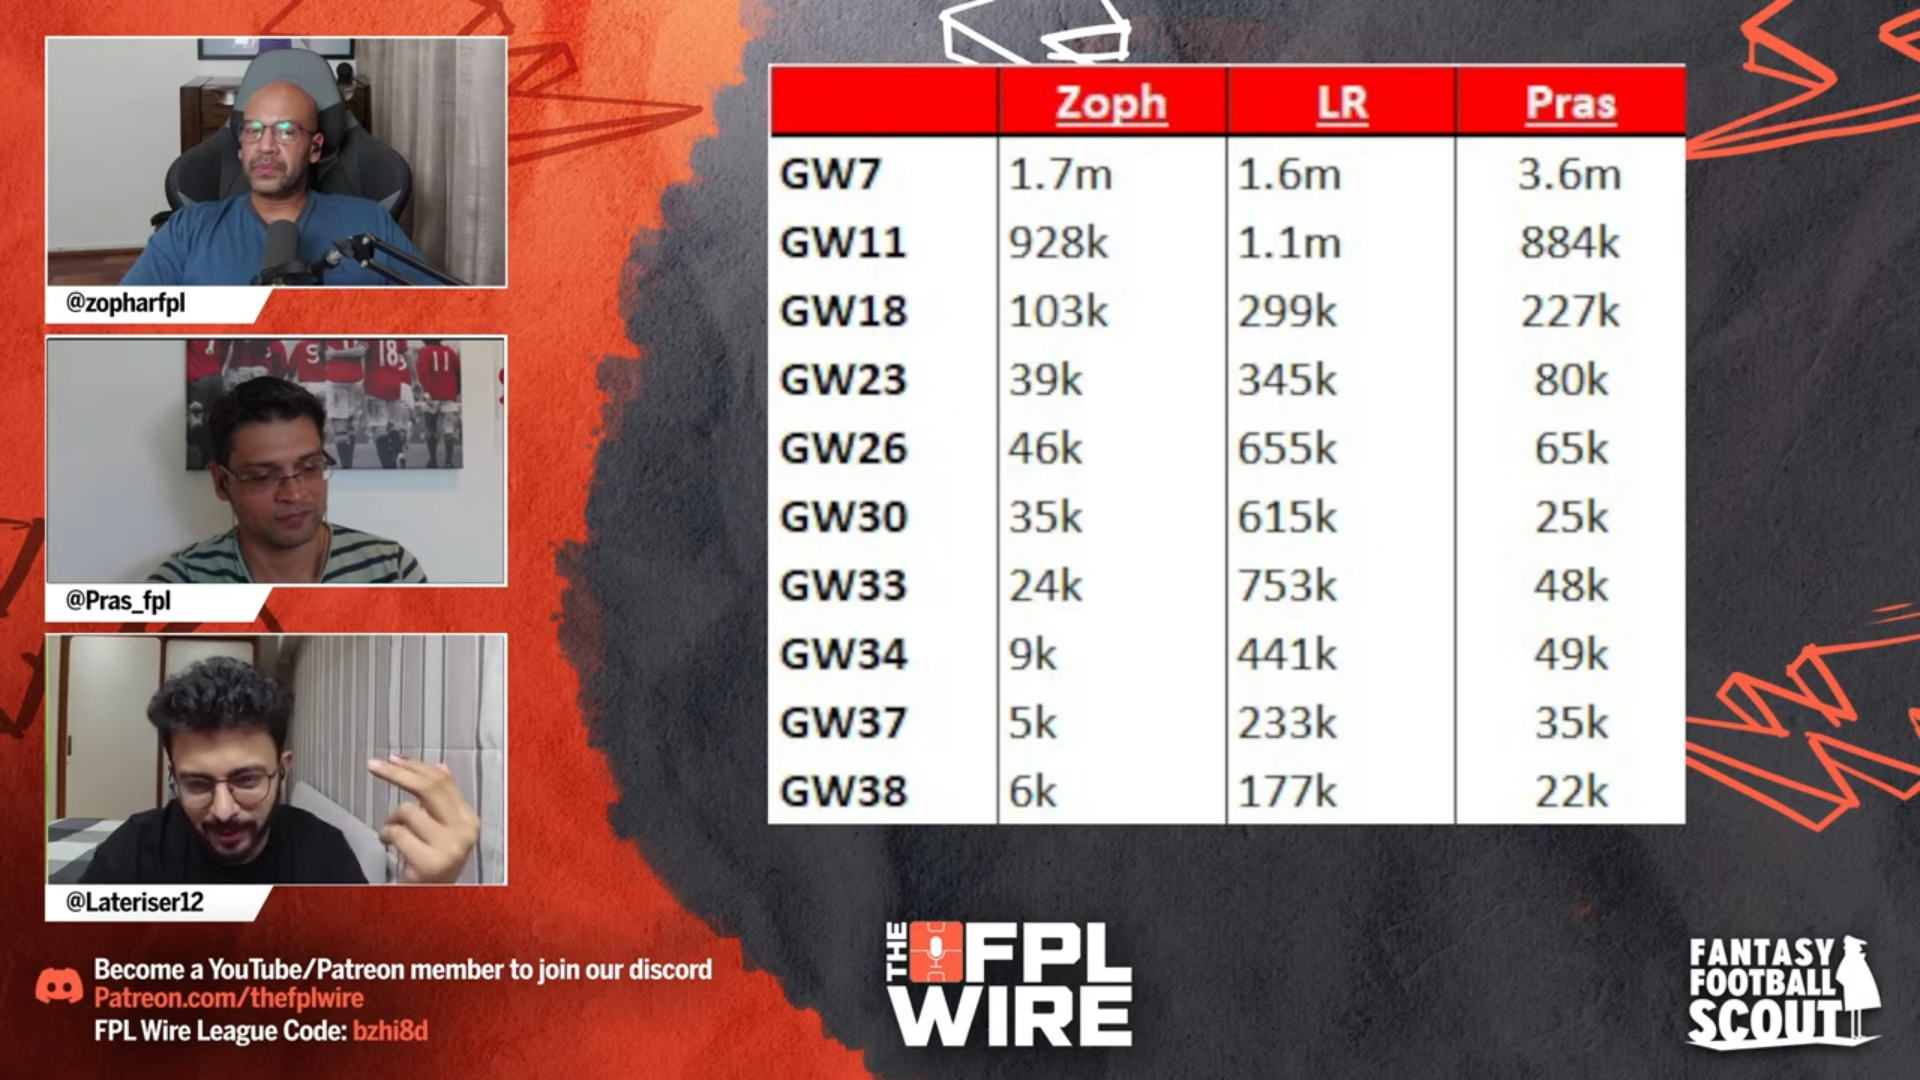 @zopharfpl
@Pras_fpl
@Lateriser12
Become a YouTube/Patreon member to join our discord
Patreon.com/thefplwire
FPL Wire League Code: bzhi8d
Zoph LR Pras
GW7 1.7m 1.6m 3.6m
GW11 928k 1.1m 884k
GW18 103k 299k 227k
GW23 39k 345k 80k
GW26 46k 655k 65k
GW30 35k 615k 25k
GW33 24k 753k 48k
GW34 9k 441k 49k
GW37 5k 233k 35k
GW38 6k 177k 22k
THE FPL
WIRE
FANTASY
FOOTBALL
SCOUT
9
18
11